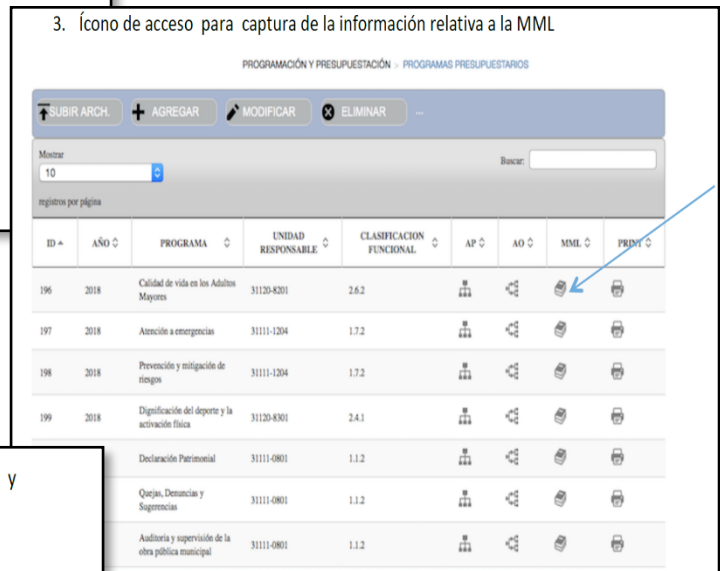 3. Ícono de acceso para captura de la información relativa a la MML
PROGRAMACIÓN Y PRESUPUESTACIÓN > PROGRAMAS PRESUPUESTARIOS
SUBIR ARCH. AGREGAR MODIFICAR ELIMINAR ...
Mostrar
10
Buscar:
registros por página
ID AÑO PROGRAMA UNIDAD RESPONSABLE CLASIFICACION FUNCIONAL AP AO MML PRINT
196 2018 Calidad de vida en los Adultos Mayores 31120-8201 2.6.2
197 2018 Atención a emergencias 31111-1204 1.7.2
198 2018 Prevención y mitigación de riesgos 31111-1204 1.7.2
199 2018 Dignificación del deporte y la activación física 31120-8301 2.4.1
Declaración Patrimonial 31111-0801 1.1.2
y
Quejas, Denuncias y Sugerencias 31111-0801 1.1.2
Auditoria y supervisión de la obra pública municipal 31111-0801 1.1.2